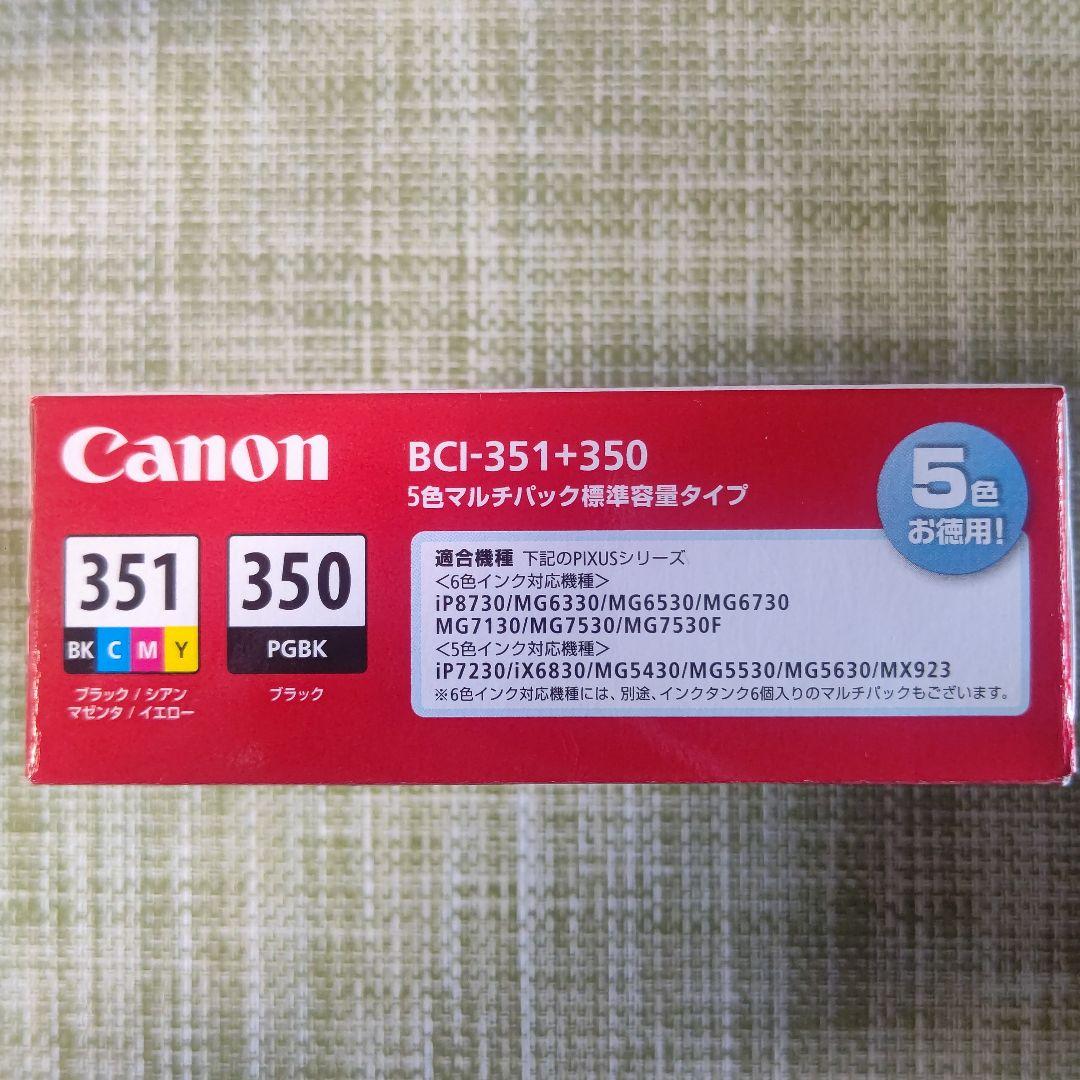 Canon
BCI-351+350
5色マルチパック標準容量タイプ
5色
お徳用!
351
BK C M Y
ブラック / シアン
マゼンタ / イエロー
350
PGBK
ブラック
適合機種 下記のPIXUSシリーズ
<6色インク対応機種>
iP8730/MG6330/MG6530/MG6730
MG7130/MG7530/MG7530F
<5色インク対応機種>
iP7230/iX6830/MG5430/MG5530/MG5630/MX923
※6色インク対応機種には、別途、インクタンク6個入りのマルチパックもございます。